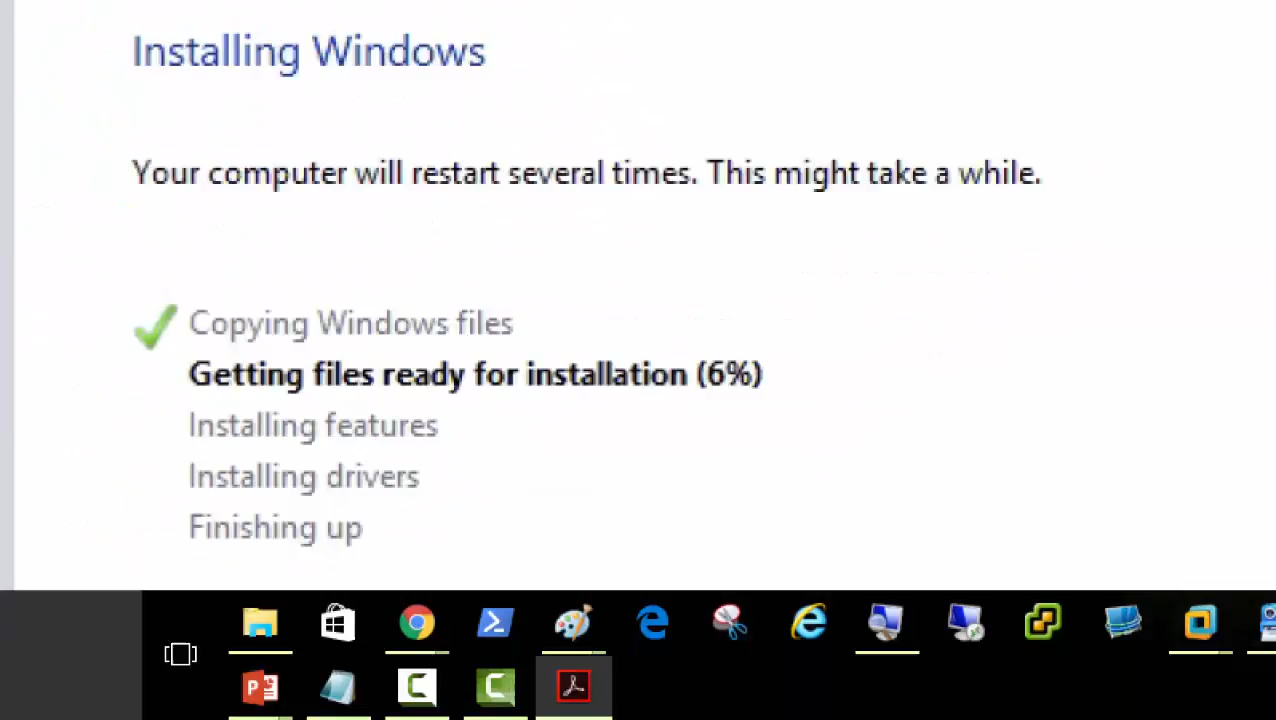 Installing Windows
Your computer will restart several times. This might take a while.
Copying Windows files
Getting files ready for installation (6%)
Installing features
Installing drivers
Finishing up